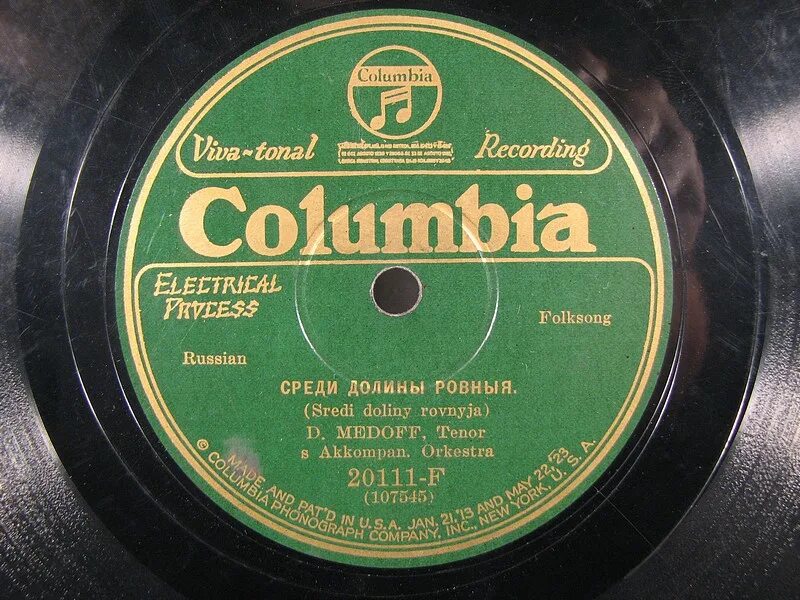 Columbia
Viva-tonal Recording
Columbia
ELECTRICAL
PROCESS
Folksong
Russian
СРЕДИ ДОЛИНЫ РОВНЫЯ.
(Sredi doliny rovnyja)
D. MEDOFF, Tenor
s Akkompan. Orkestra
20111-F
(107545)
MADE AND PAT'D IN U.S.A. JAN. 21,'13 AND MAY 22,'23
© COLUMBIA PHONOGRAPH COMPANY, INC., NEW YORK, U.S.A.